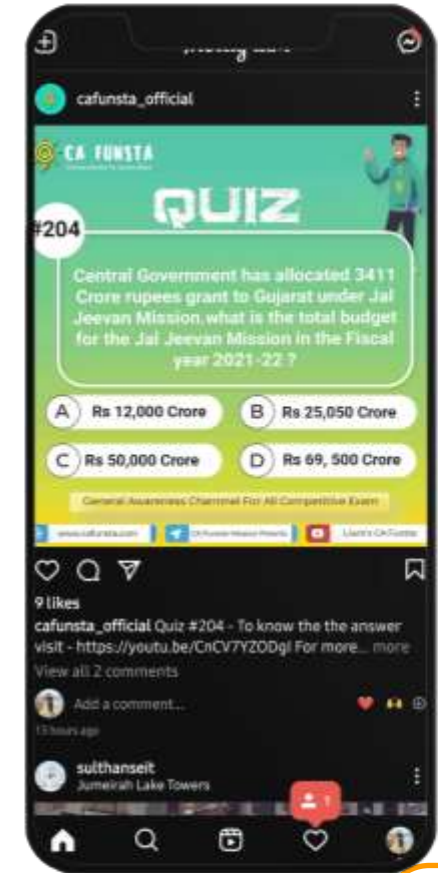 cafunsta_official
CA FUNSTA
QUIZ
#204
Central Government has allocated 3411
Crore rupees grant to Gujarat under Jal
Jeevan Mission,what is the total budget
for the Jal Jeevan Mission in the Fiscal
year 2021-22 ?
A Rs 12,000 Crore
B Rs 25,050 Crore
C Rs 50,000 Crore
D Rs 69, 500 Crore
General Awareness Channel For All Competitive Exam
www.cafunsta.com
9 likes
cafunsta_official Quiz #204 - To know the the answer
visit - https://youtu.be/CnCV7YZODgI For more... more
View all 2 comments
Add a comment...
13 hours ago
sulthanseit
Jumeirah Lake Towers
1